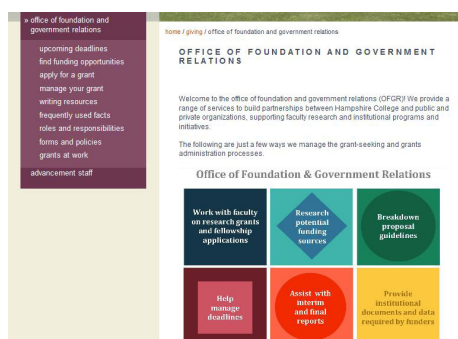 » office of foundation and
government relations
upcoming deadlines
find funding opportunities
apply for a grant
manage your grant
writing resources
frequently used facts
roles and responsibilities
forms and policies
grants at work
advancement staff
home / giving / office of foundation and government relations
OFFICE OF FOUNDATION AND GOVERNMENT
RELATIONS
Welcome to the office of foundation and government relations (OFGR)! We provide a
range of services to build partnerships between Hampshire College and public and
private organizations, supporting faculty research and institutional programs and
initiatives.
The following are just a few ways we manage the grant-seeking and grants
administration processes.
Office of Foundation & Government Relations
Work with faculty
on research grants
and fellowship
applications
Research
potential
funding
sources
Breakdown
proposal
guidelines
Help
manage
deadlines
Assist with
interim
and final
reports
Provide
institutional
documents and data
required by funders